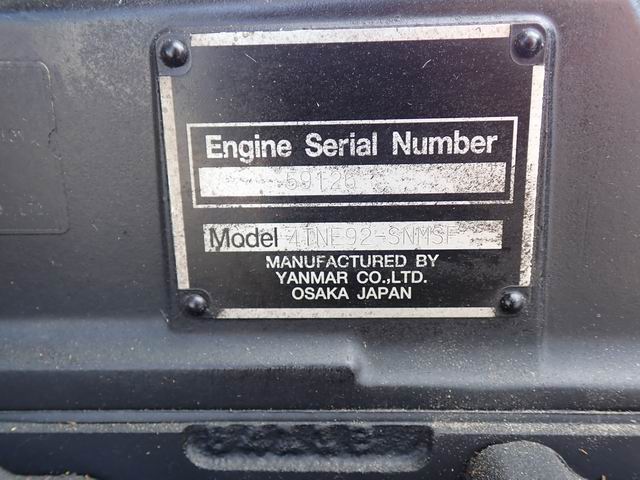 Engine Serial Number
59126
Model 4TNE92-SNMSF
MANUFACTURED BY
YANMAR CO.,LTD.
OSAKA JAPAN